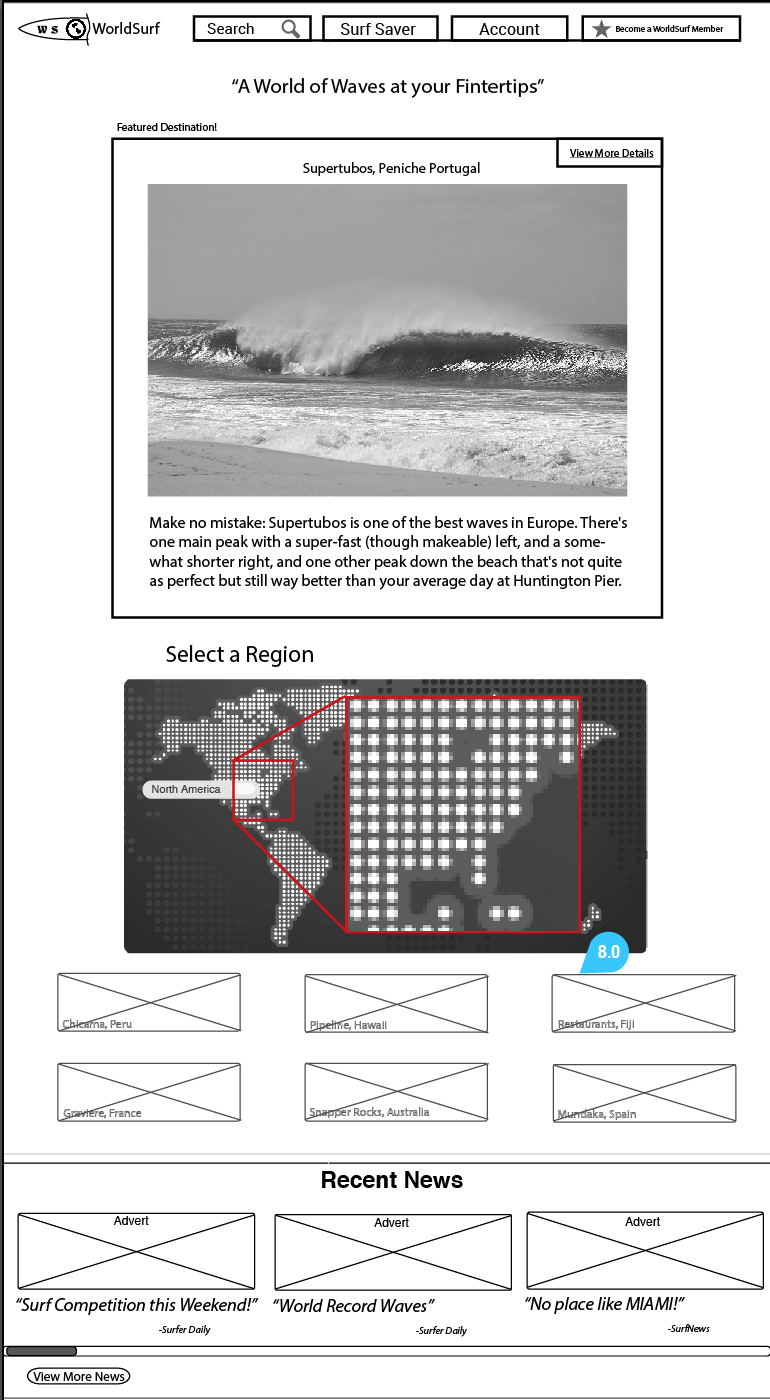 W S WorldSurf
Search
Surf Saver
Account
Become a WorldSurf Member
“A World of Waves at your Fintertips”
Featured Destination!
View More Details
Supertubos, Peniche Portugal
Make no mistake: Supertubos is one of the best waves in Europe. There's
one main peak with a super-fast (though makeable) left, and a some-
what shorter right, and one other peak down the beach that's not quite
as perfect but still way better than your average day at Huntington Pier.
Select a Region
North America
8.0
Chicama, Peru
Pipeline, Hawaii
Restaurants, Fiji
Graviere, France
Snapper Rocks, Australia
Mundaka, Spain
Recent News
Advert
Advert
Advert
“Surf Competition this Weekend!”
“World Record Waves”
“No place like MIAMI!”
-Surfer Daily
-Surfer Daily
-SurfNews
View More News